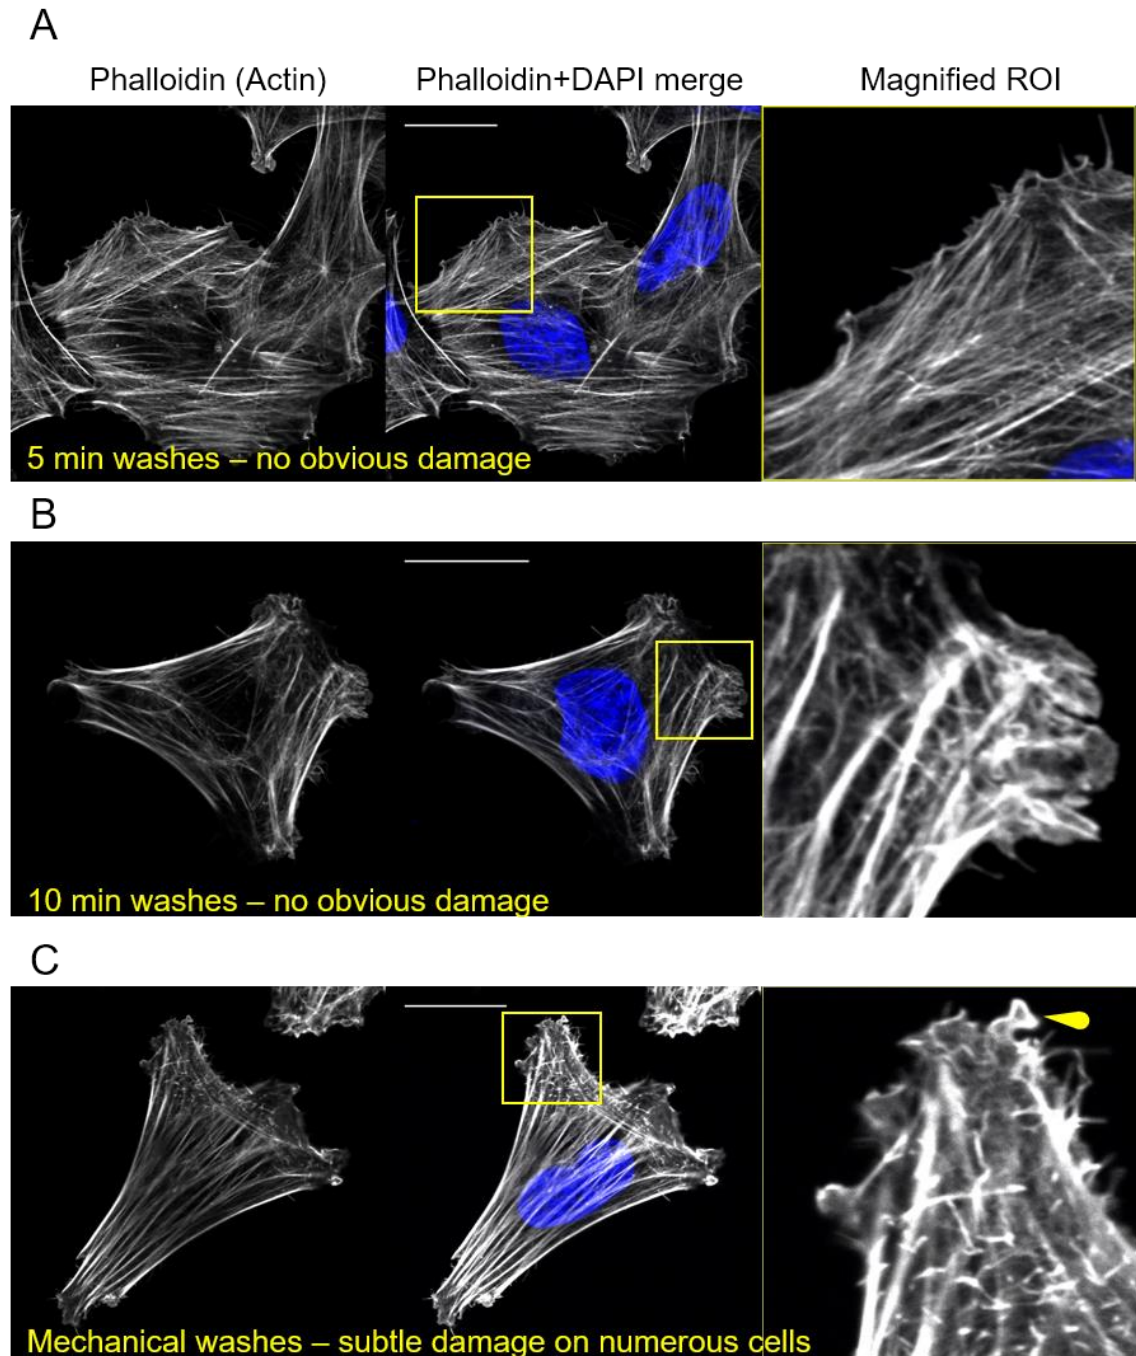 A
Phalloidin (Actin) Phalloidin+DAPI merge Magnified ROI
5 min washes – no obvious damage
B
10 min washes – no obvious damage
C
Mechanical washes – subtle damage on numerous cells